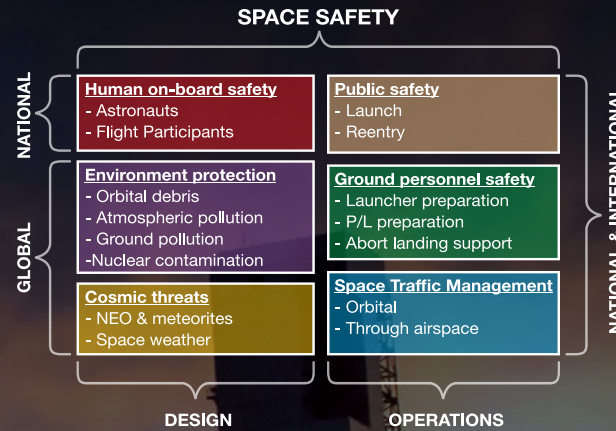 SPACE SAFETY
NATIONAL
Human on-board safety
- Astronauts
- Flight Participants
Public safety
- Launch
- Reentry
GLOBAL
Environment protection
- Orbital debris
- Atmospheric pollution
- Ground pollution
-Nuclear contamination
Ground personnel safety
- Launcher preparation
- P/L preparation
- Abort landing support
Cosmic threats
- NEO & meteorites
- Space weather
Space Traffic Management
- Orbital
- Through airspace
NATIONAL & INTERNATIONAL
DESIGN
OPERATIONS